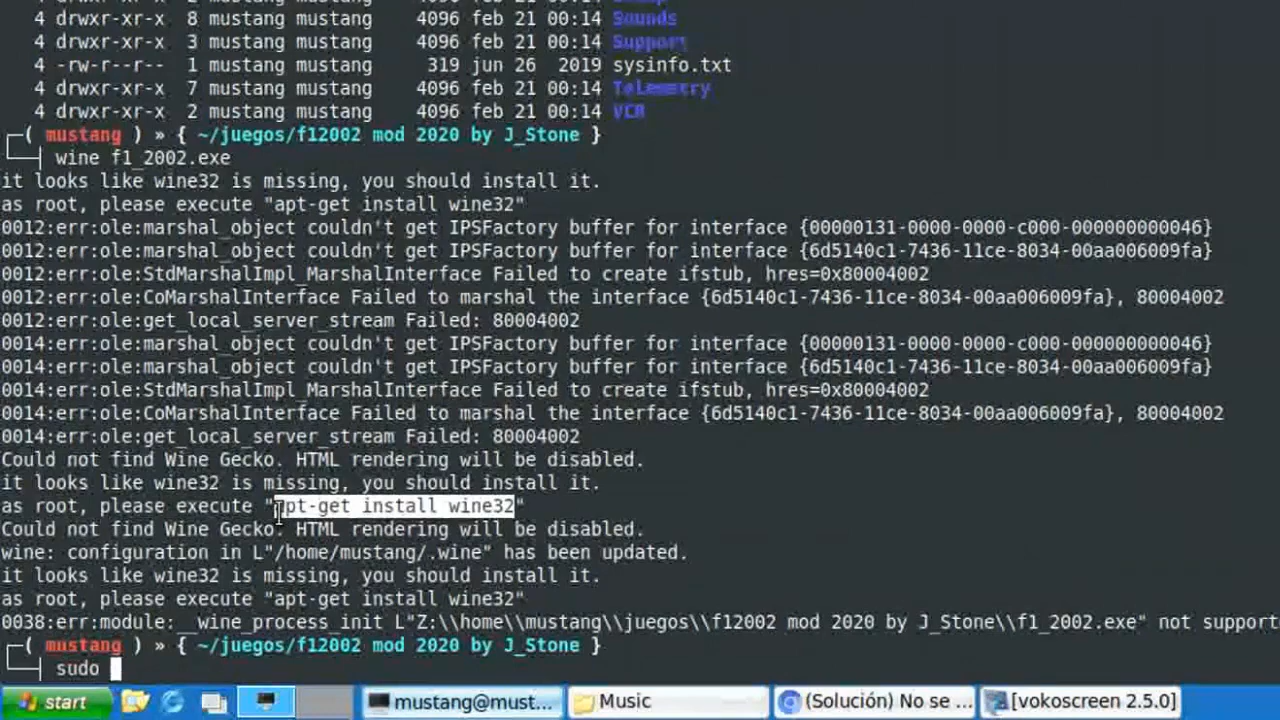 4 drwxr-xr-x 8 mustang mustang 4096 feb 21 00:14 Sounds
4 drwxr-xr-x 3 mustang mustang 4096 feb 21 00:14 Support
4 -rw-r--r-- 1 mustang mustang 319 jun 26 2019 sysinfo.txt
4 drwxr-xr-x 7 mustang mustang 4096 feb 21 00:14 Telemetry
4 drwxr-xr-x 2 mustang mustang 4096 feb 21 00:14 VCR
( mustang ) » { ~/juegos/f12002 mod 2020 by J_Stone }
wine f1_2002.exe
it looks like wine32 is missing, you should install it.
as root, please execute "apt-get install wine32"
0012:err:ole:marshal_object couldn't get IPSFactory buffer for interface {00000131-0000-0000-c000-000000000046}
0012:err:ole:marshal_object couldn't get IPSFactory buffer for interface {6d5140c1-7436-11ce-8034-00aa006009fa}
0012:err:ole:StdMarshalImpl_MarshalInterface Failed to create ifstub, hres=0x80004002
0012:err:ole:CoMarshalInterface Failed to marshal the interface {6d5140c1-7436-11ce-8034-00aa006009fa}, 80004002
0012:err:ole:get_local_server_stream Failed: 80004002
0014:err:ole:marshal_object couldn't get IPSFactory buffer for interface {00000131-0000-0000-c000-000000000046}
0014:err:ole:marshal_object couldn't get IPSFactory buffer for interface {6d5140c1-7436-11ce-8034-00aa006009fa}
0014:err:ole:StdMarshalImpl_MarshalInterface Failed to create ifstub, hres=0x80004002
0014:err:ole:CoMarshalInterface Failed to marshal the interface {6d5140c1-7436-11ce-8034-00aa006009fa}, 80004002
0014:err:ole:get_local_server_stream Failed: 80004002
Could not find Wine Gecko. HTML rendering will be disabled.
it looks like wine32 is missing, you should install it.
as root, please execute "apt-get install wine32"
Could not find Wine Gecko. HTML rendering will be disabled.
wine: configuration in L"/home/mustang/.wine" has been updated.
it looks like wine32 is missing, you should install it.
as root, please execute "apt-get install wine32"
0038:err:module:__wine_process_init L"Z:\\home\\mustang\\juegos\\f12002 mod 2020 by J_Stone\\f1_2002.exe" not support
( mustang ) » { ~/juegos/f12002 mod 2020 by J_Stone }
sudo
start mustang@must... Music (Solución) No se ... [vokoscreen 2.5.0]